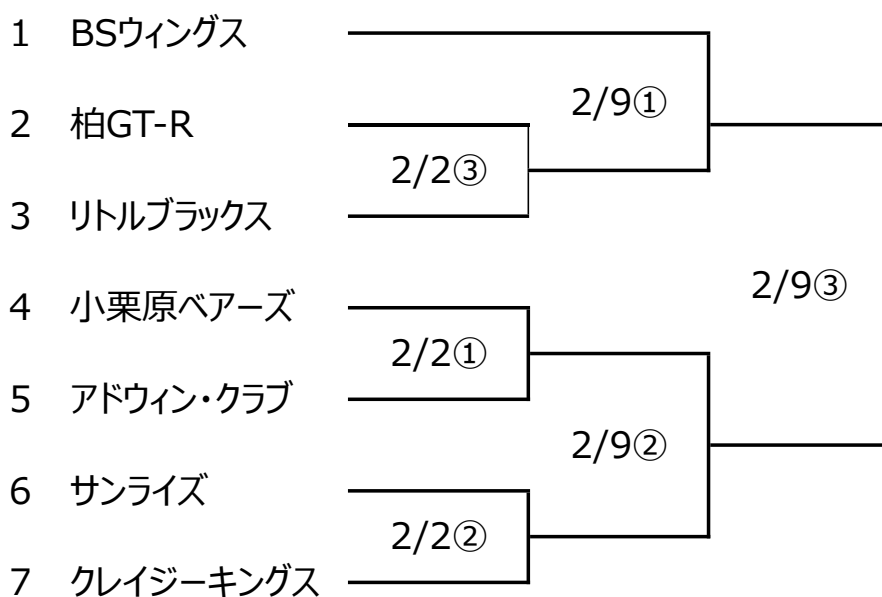 1 BSウィングス
2/9①
2 柏GT-R
2/2③
3 リトルブラックス
2/9③
4 小栗原ベアーズ
2/2①
5 アドウィン・クラブ
2/9②
6 サンライズ
2/2②
7 クレイジーキングス